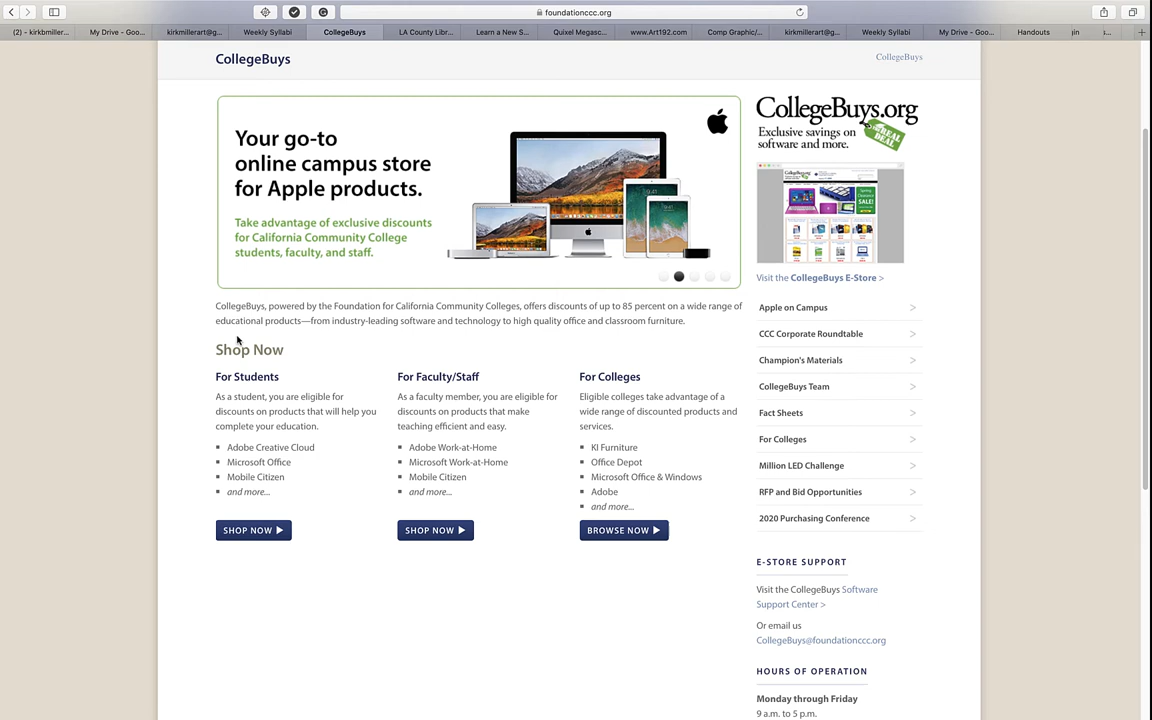 foundationccc.org
(2) - kirkbmiller...
My Drive - Goo...
kirkmillerart@g...
Weekly Syllabi
CollegeBuys
LA County Libr...
Learn a New S...
Quixel Megasc...
www.Art192.com
Comp Graphic/...
kirkmillerart@g...
Weekly Syllabi
My Drive - Goo...
Handouts
CollegeBuys
CollegeBuys
Your go-to
online campus store
for Apple products.
Take advantage of exclusive discounts
for California Community College
students, faculty, and staff.
CollegeBuys, powered by the Foundation for California Community Colleges, offers discounts of up to 85 percent on a wide range of
educational products—from industry-leading software and technology to high quality office and classroom furniture.
Shop Now
For Students
As a student, you are eligible for
discounts on products that will help you
complete your education.
Adobe Creative Cloud
Microsoft Office
Mobile Citizen
and more...
SHOP NOW
For Faculty/Staff
As a faculty member, you are eligible for
discounts on products that make
teaching efficient and easy.
Adobe Work-at-Home
Microsoft Work-at-Home
Mobile Citizen
and more...
SHOP NOW
For Colleges
Eligible colleges take advantage of a
wide range of discounted products and
services.
KI Furniture
Office Depot
Microsoft Office & Windows
Adobe
and more...
BROWSE NOW
CollegeBuys.org
Exclusive savings on
software and more.
REAL
DEAL
SALE!
Visit the CollegeBuys E-Store >
Apple on Campus >
CCC Corporate Roundtable >
Champion's Materials >
CollegeBuys Team >
Fact Sheets >
For Colleges >
Million LED Challenge >
RFP and Bid Opportunities >
2020 Purchasing Conference >
E-STORE SUPPORT
Visit the CollegeBuys Software
Support Center >
Or email us
CollegeBuys@foundationccc.org
HOURS OF OPERATION
Monday through Friday
9 a.m. to 5 p.m.